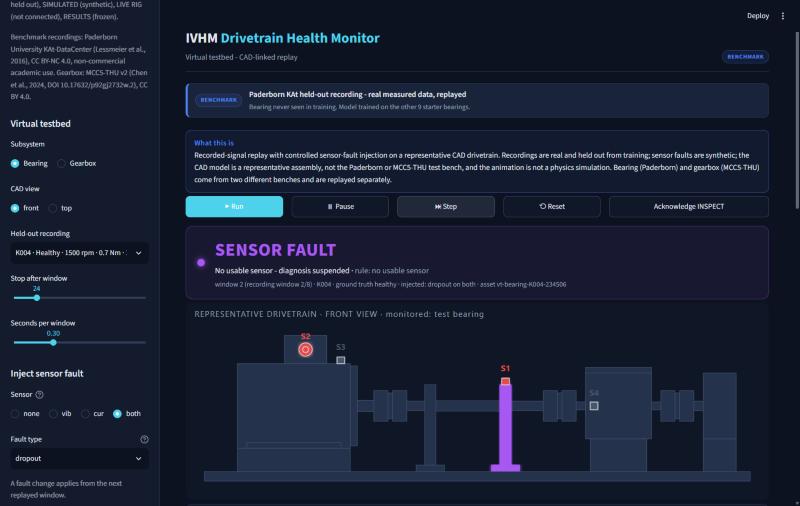 held out), SIMULATED (synthetic), LIVE RIG
(not connected), RESULTS (frozen).
Benchmark recordings: Paderborn
University KAt-DataCenter (Lessmeier et al.,
2016), CC BY-NC 4.0, non-commercial
academic use. Gearbox: MCC5-THU v2 (Chen
et al., 2024, DOI 10.17632/p92gj2732w.2), CC
BY 4.0.
Virtual testbed
Subsystem
Bearing Gearbox
CAD view
front top
Held-out recording
K004 · Healthy · 1500 rpm · 0.7 Nm ·
Stop after window
24
Seconds per window
0.30
Inject sensor fault
Sensor
none vib cur both
Fault type
dropout
A fault change applies from the next
replayed window.
Deploy
IVHM Drivetrain Health Monitor
Virtual testbed - CAD-linked replay
BENCHMARK
BENCHMARK
Paderborn KAt held-out recording - real measured data, replayed
Bearing never seen in training. Model trained on the other 9 starter bearings.
What this is
Recorded-signal replay with controlled sensor-fault injection on a representative CAD drivetrain. Recordings are real and held out from training; sensor faults are synthetic; the
CAD model is a representative assembly, not the Paderborn or MCC5-THU test bench, and the animation is not a physics simulation. Bearing (Paderborn) and gearbox (MCC5-THU)
come from two different benches and are replayed separately.
Run
Pause
Step
Reset
Acknowledge INSPECT
SENSOR FAULT
No usable sensor - diagnosis suspended · rule: no usable sensor
window 2 (recording window 2/8) · K004 · ground truth healthy · injected: dropout on both · asset vt-bearing-K004-234506
REPRESENTATIVE DRIVETRAIN · FRONT VIEW · monitored: test bearing
S2
S3
S1
S4